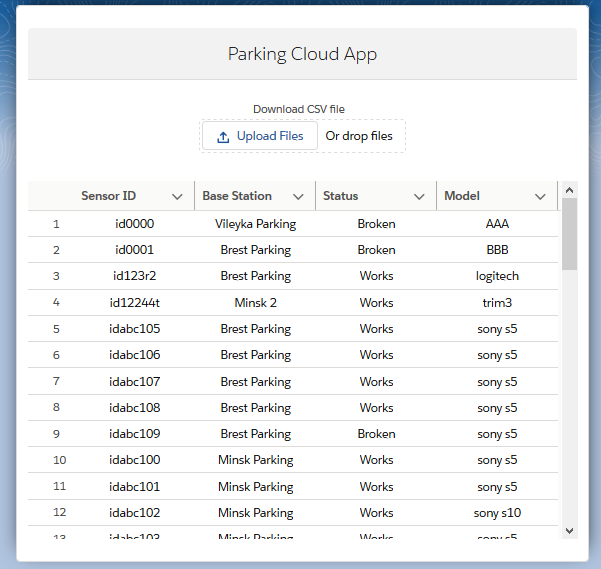 Parking Cloud App
Download CSV file
Upload Files Or drop files
Sensor ID Base Station Status Model
1 id0000 Vileyka Parking Broken AAA
2 id0001 Brest Parking Broken BBB
3 id123r2 Brest Parking Works logitech
4 id12244t Minsk 2 Works trim3
5 idabc105 Brest Parking Works sony s5
6 idabc106 Brest Parking Works sony s5
7 idabc107 Brest Parking Works sony s5
8 idabc108 Brest Parking Works sony s5
9 idabc109 Brest Parking Broken sony s5
10 idabc100 Minsk Parking Works sony s5
11 idabc101 Minsk Parking Works sony s5
12 idabc102 Minsk Parking Works sony s10
13 idabc103 Minsk Parking Works sony s5